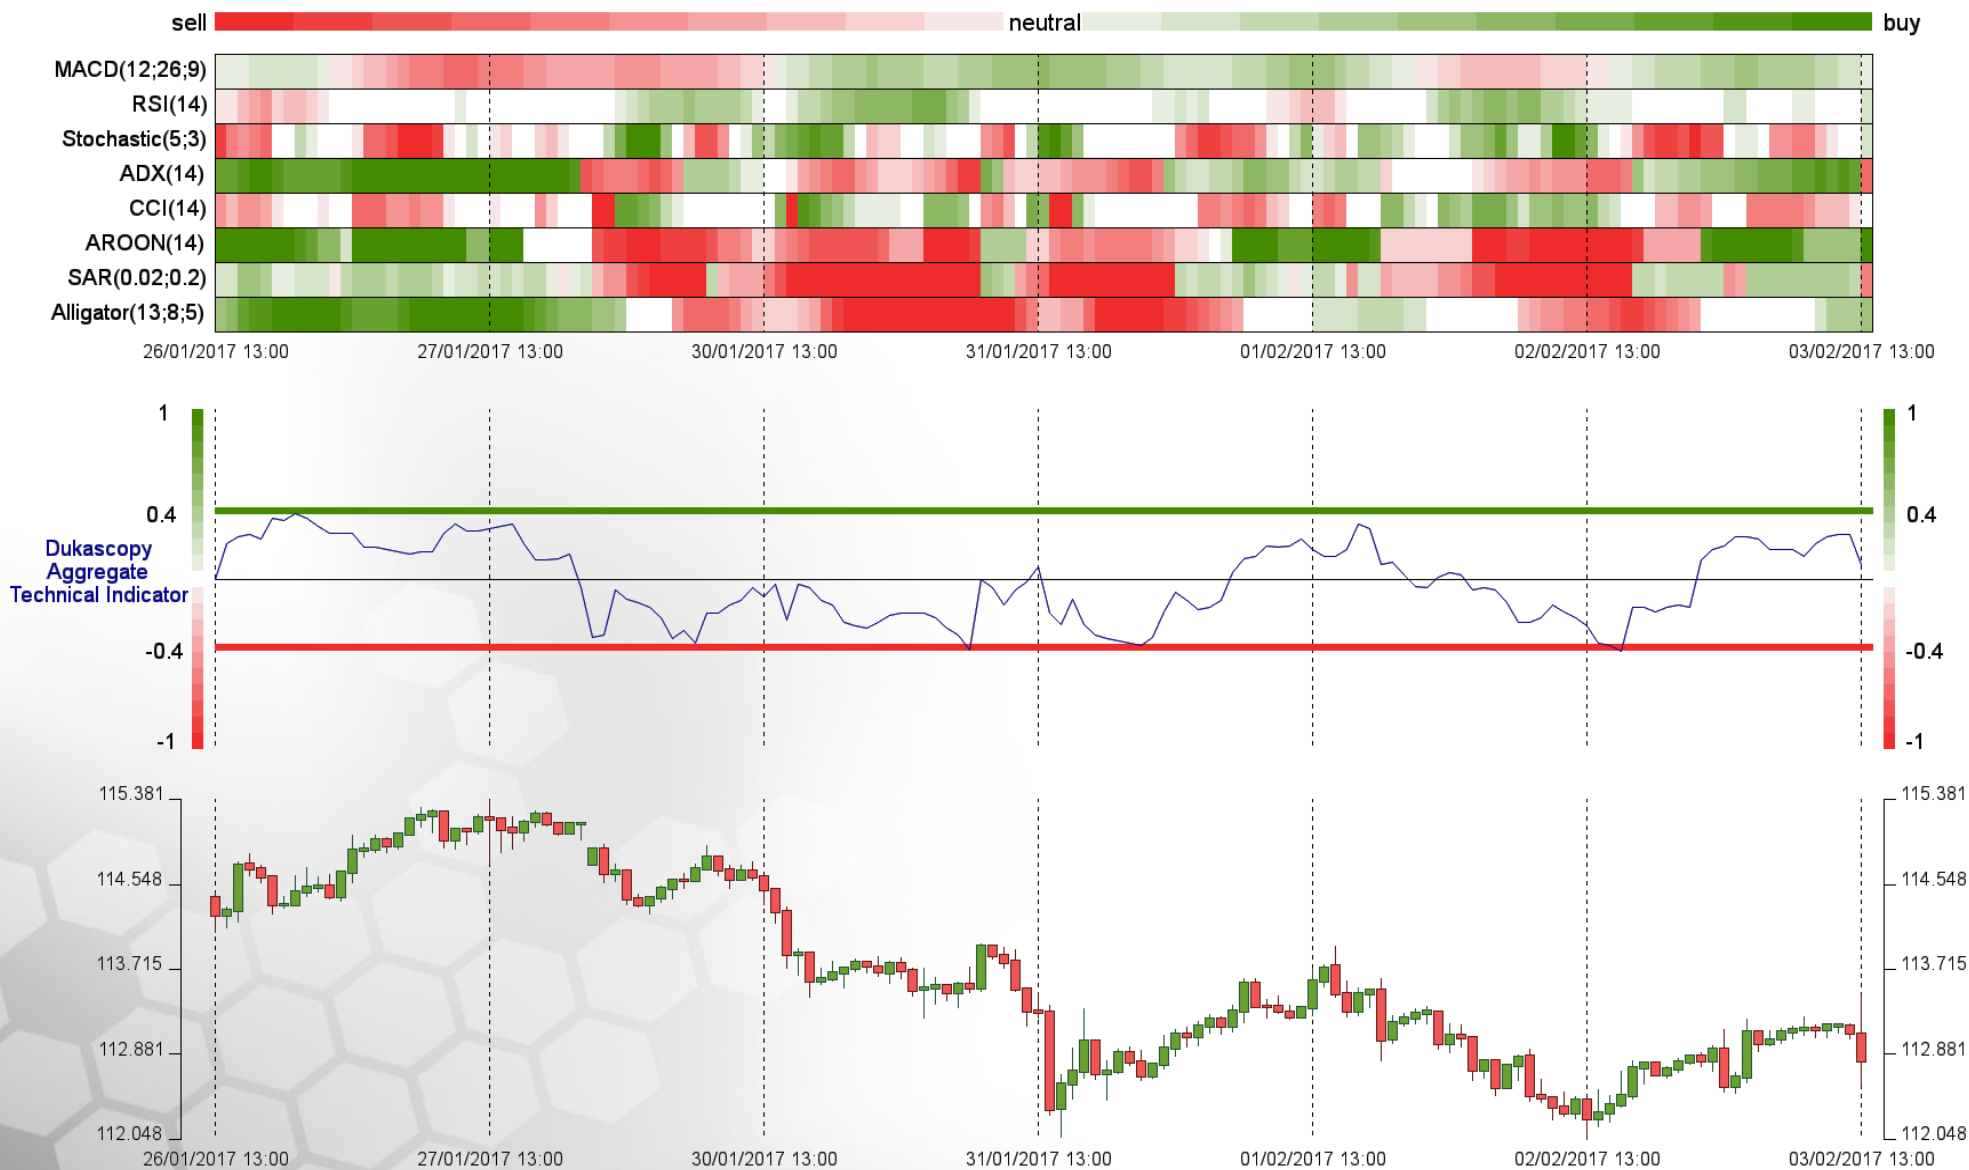 sell neutral buy
MACD(12;26;9)
RSI(14)
Stochastic(5;3)
ADX(14)
CCI(14)
AROON(14)
SAR(0.02;0.2)
Alligator(13;8;5)
26/01/2017 13:00 27/01/2017 13:00 30/01/2017 13:00 31/01/2017 13:00 01/02/2017 13:00 02/02/2017 13:00 03/02/2017 13:00
1 1
0.4 0.4
Dukascopy
Aggregate
Technical Indicator
-0.4 -0.4
-1 -1
115.381 115.381
114.548 114.548
113.715 113.715
112.881 112.881
112.048 112.048
26/01/2017 13:00 27/01/2017 13:00 30/01/2017 13:00 31/01/2017 13:00 01/02/2017 13:00 02/02/2017 13:00 03/02/2017 13:00